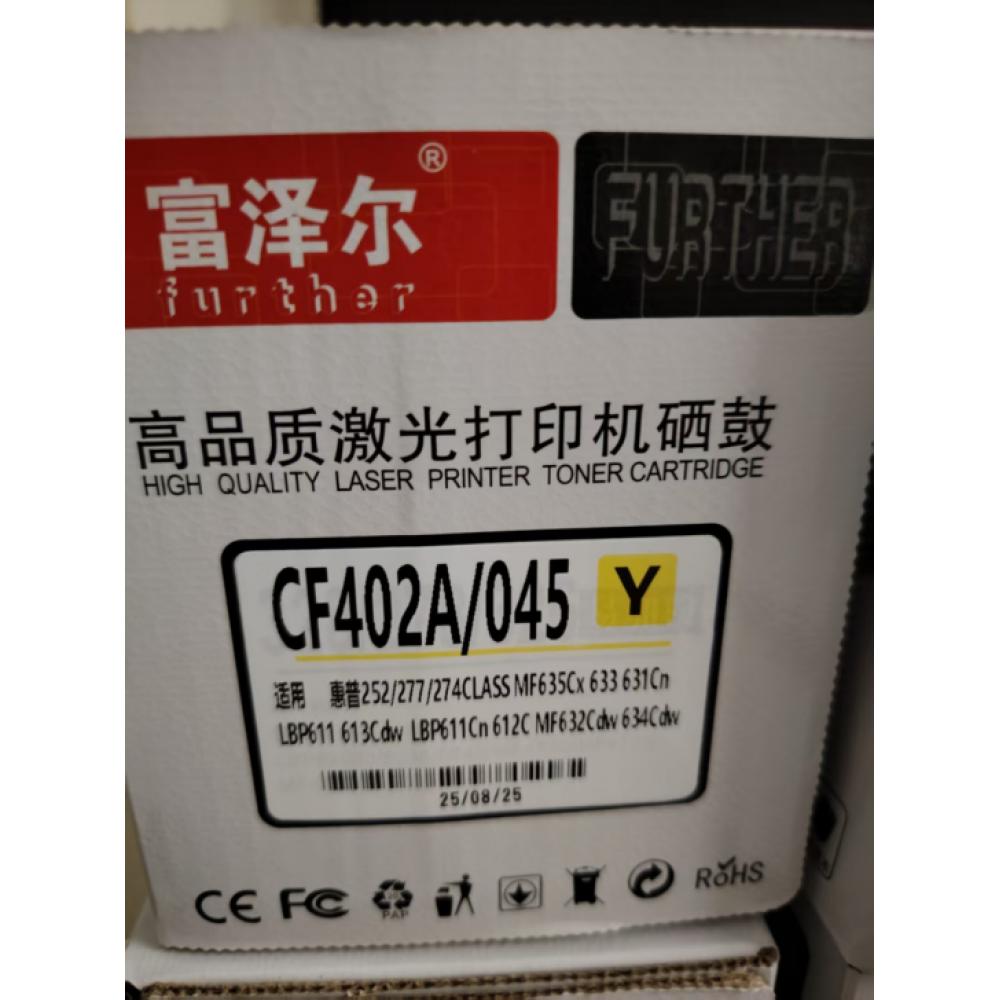 富泽尔®
further
FURTHER
高品质激光打印机硒鼓
HIGH QUALITY LASER PRINTER TONER CARTRIDGE
CF402A/045 Y
适用 惠普252/277/274CLASS MF635Cx 633 631Cn
LBP611 613Cdw LBP611Cn 612C MF632Cdw 634Cdw
25/08/25
CE FC PAP RoHS